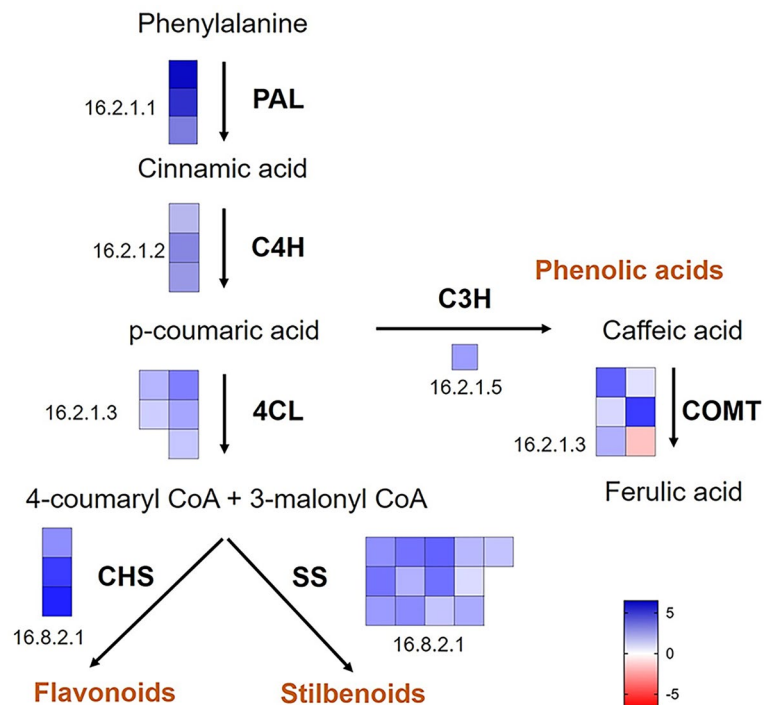 Phenylalanine
16.2.1.1
PAL
Cinnamic acid
16.2.1.2
C4H
Phenolic acids
C3H
p-coumaric acid
Caffeic acid
16.2.1.5
16.2.1.3
4CL
16.2.1.3
COMT
Ferulic acid
4-coumaryl CoA + 3-malonyl CoA
CHS
SS
16.8.2.1
16.8.2.1
5
0
-5
Flavonoids
Stilbenoids